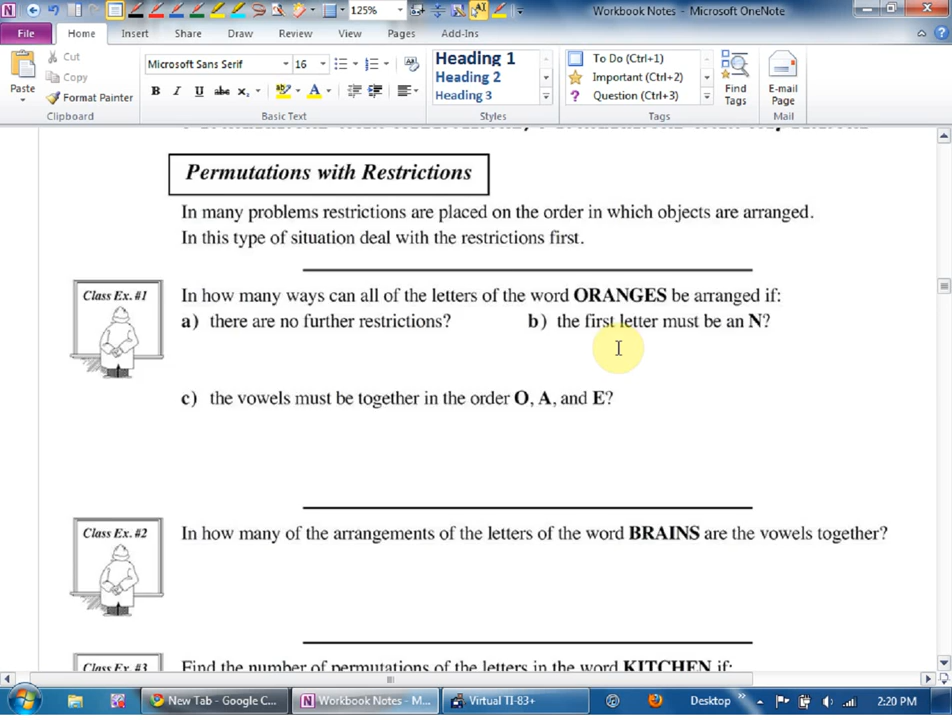 125%
Workbook Notes - Microsoft OneNote
File Home Insert Share Draw Review View Pages Add-Ins
Paste
Cut
Copy
Format Painter
Clipboard
Microsoft Sans Serif 16
B I U abc X₂ ab A
Basic Text
Heading 1
Heading 2
Heading 3
Styles
To Do (Ctrl+1)
Important (Ctrl+2)
? Question (Ctrl+3)
Find
Tags
Tags
E-mail
Page
Mail
Permutations with Restrictions
In many problems restrictions are placed on the order in which objects are arranged.
In this type of situation deal with the restrictions first.
Class Ex. #1
In how many ways can all of the letters of the word ORANGES be arranged if:
a) there are no further restrictions? b) the first letter must be an N?
c) the vowels must be together in the order O, A, and E?
Class Ex. #2
In how many of the arrangements of the letters of the word BRAINS are the vowels together?
Class Ex. #3
Find the number of permutations of the letters in the word KITCHEN if:
New Tab - Google C... Workbook Notes - M... Virtual TI-83+ Desktop » 2:20 PM